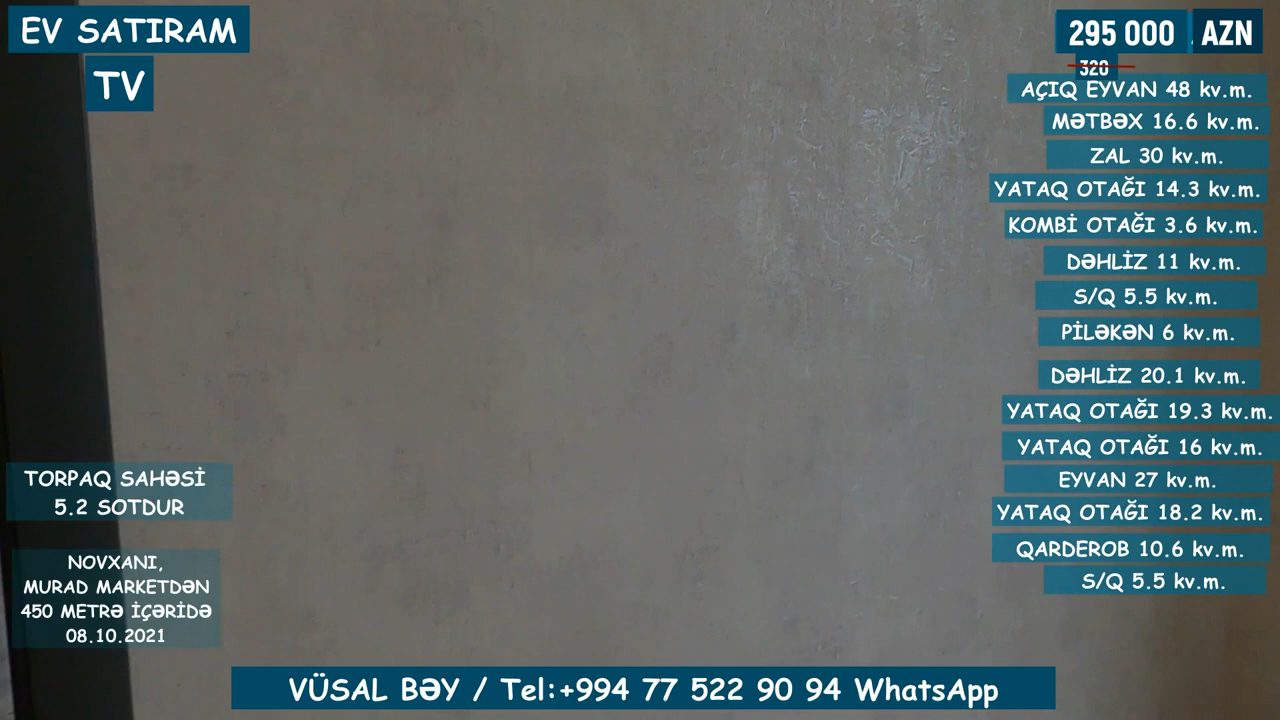 EV SATIRAM
TV
295 000 AZN
320
AÇIQ EYVAN 48 kv.m.
MƏTBƏX 16.6 kv.m.
ZAL 30 kv.m.
YATAQ OTAĞI 14.3 kv.m.
KOMBİ OTAĞI 3.6 kv.m.
DƏHLİZ 11 kv.m.
S/Q 5.5 kv.m.
PİLƏKƏN 6 kv.m.
DƏHLİZ 20.1 kv.m.
YATAQ OTAĞI 19.3 kv.m.
YATAQ OTAĞI 16 kv.m.
EYVAN 27 kv.m.
YATAQ OTAĞI 18.2 kv.m.
QARDEROB 10.6 kv.m.
S/Q 5.5 kv.m.
TORPAQ SAHƏSİ
5.2 SOTDUR
NOVXANI,
MURAD MARKETDƏN
450 METRƏ İÇƏRİDƏ
08.10.2021
VÜSAL BƏY / Tel:+994 77 522 90 94 WhatsApp